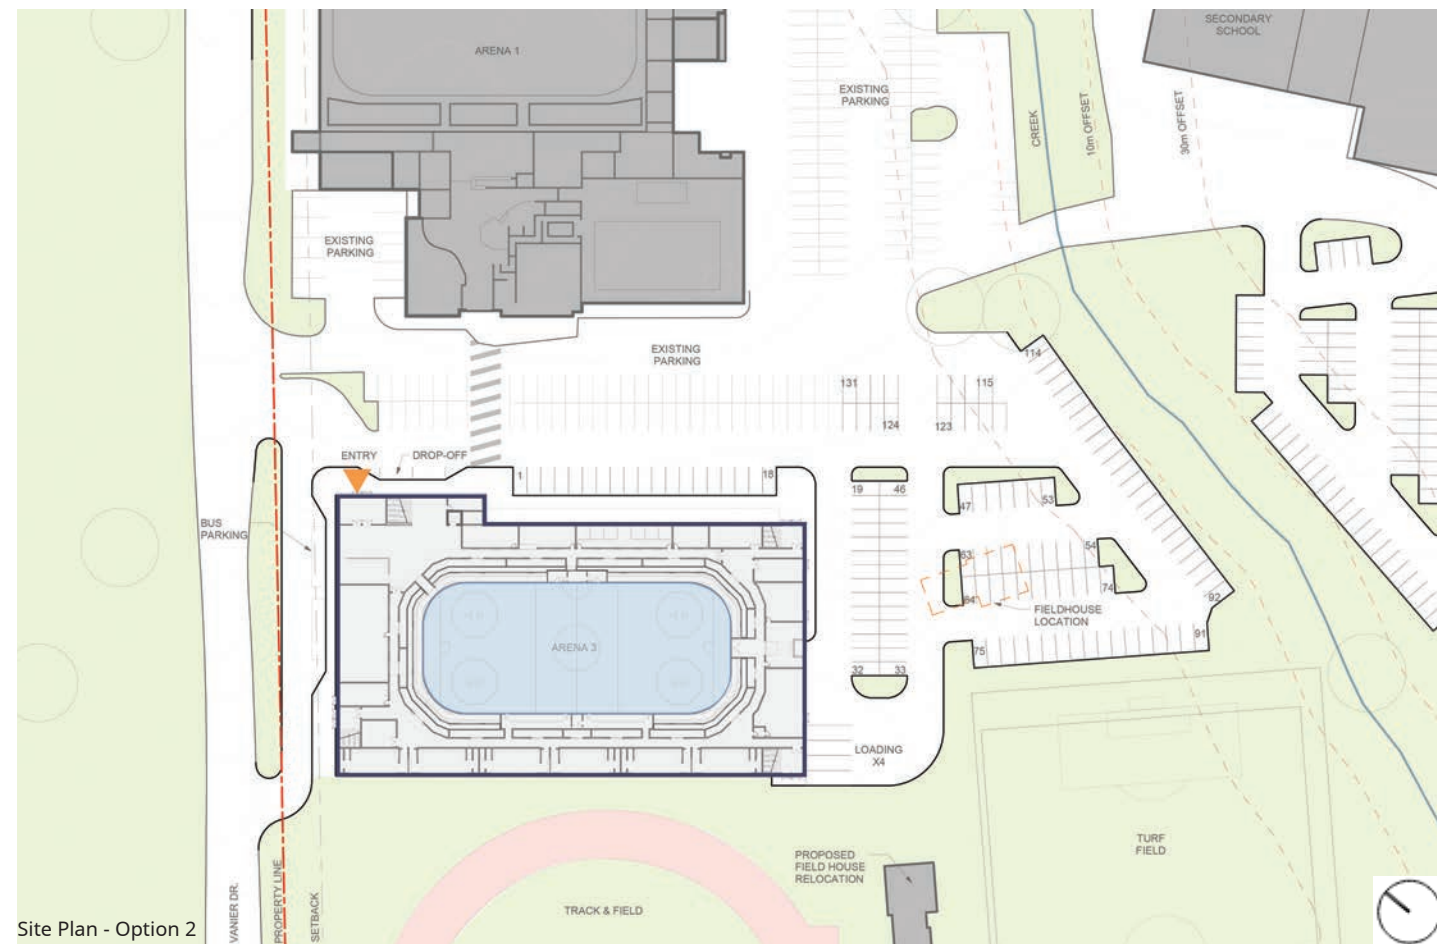 SECONDARY
SCHOOL
ARENA 1
EXISTING
PARKING
CREEK
10m OFFSET
30m OFFSET
EXISTING
PARKING
EXISTING
PARKING
114
131
115
124
123
ENTRY
DROP-OFF
1
18
19
46
47
53
BUS
PARKING
63
54
74
64
92
FIELDHOUSE
LOCATION
91
75
ARENA 3
32
33
LOADING
X4
TURF
FIELD
PROPOSED
FIELD HOUSE
RELOCATION
TRACK & FIELD
VANIER DR.
PROPERTY LINE
SETBACK
Site Plan - Option 2